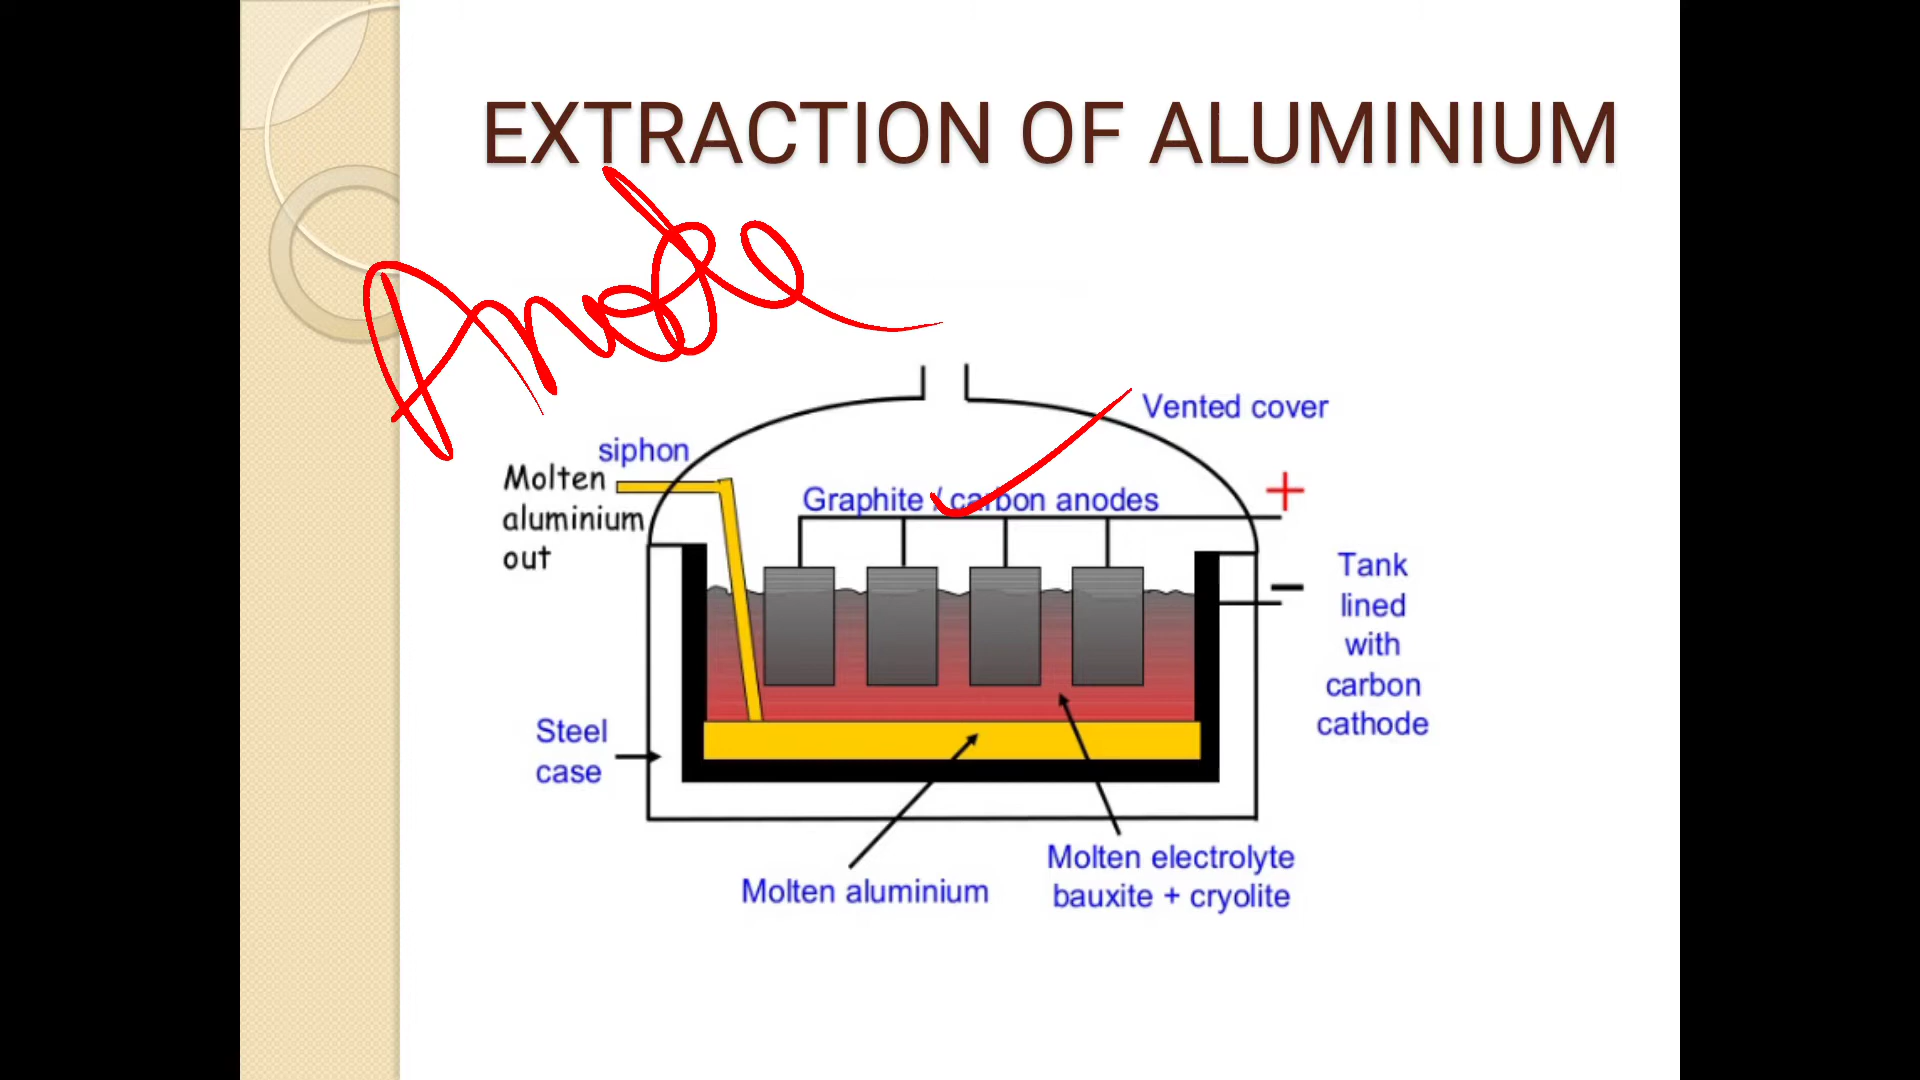 EXTRACTION OF ALUMINIUM
Anode
Vented cover
siphon
Molten
aluminium
out
Graphite / carbon anodes
+
−
Tank
lined
with
carbon
cathode
Steel
case
Molten aluminium
Molten electrolyte
bauxite + cryolite